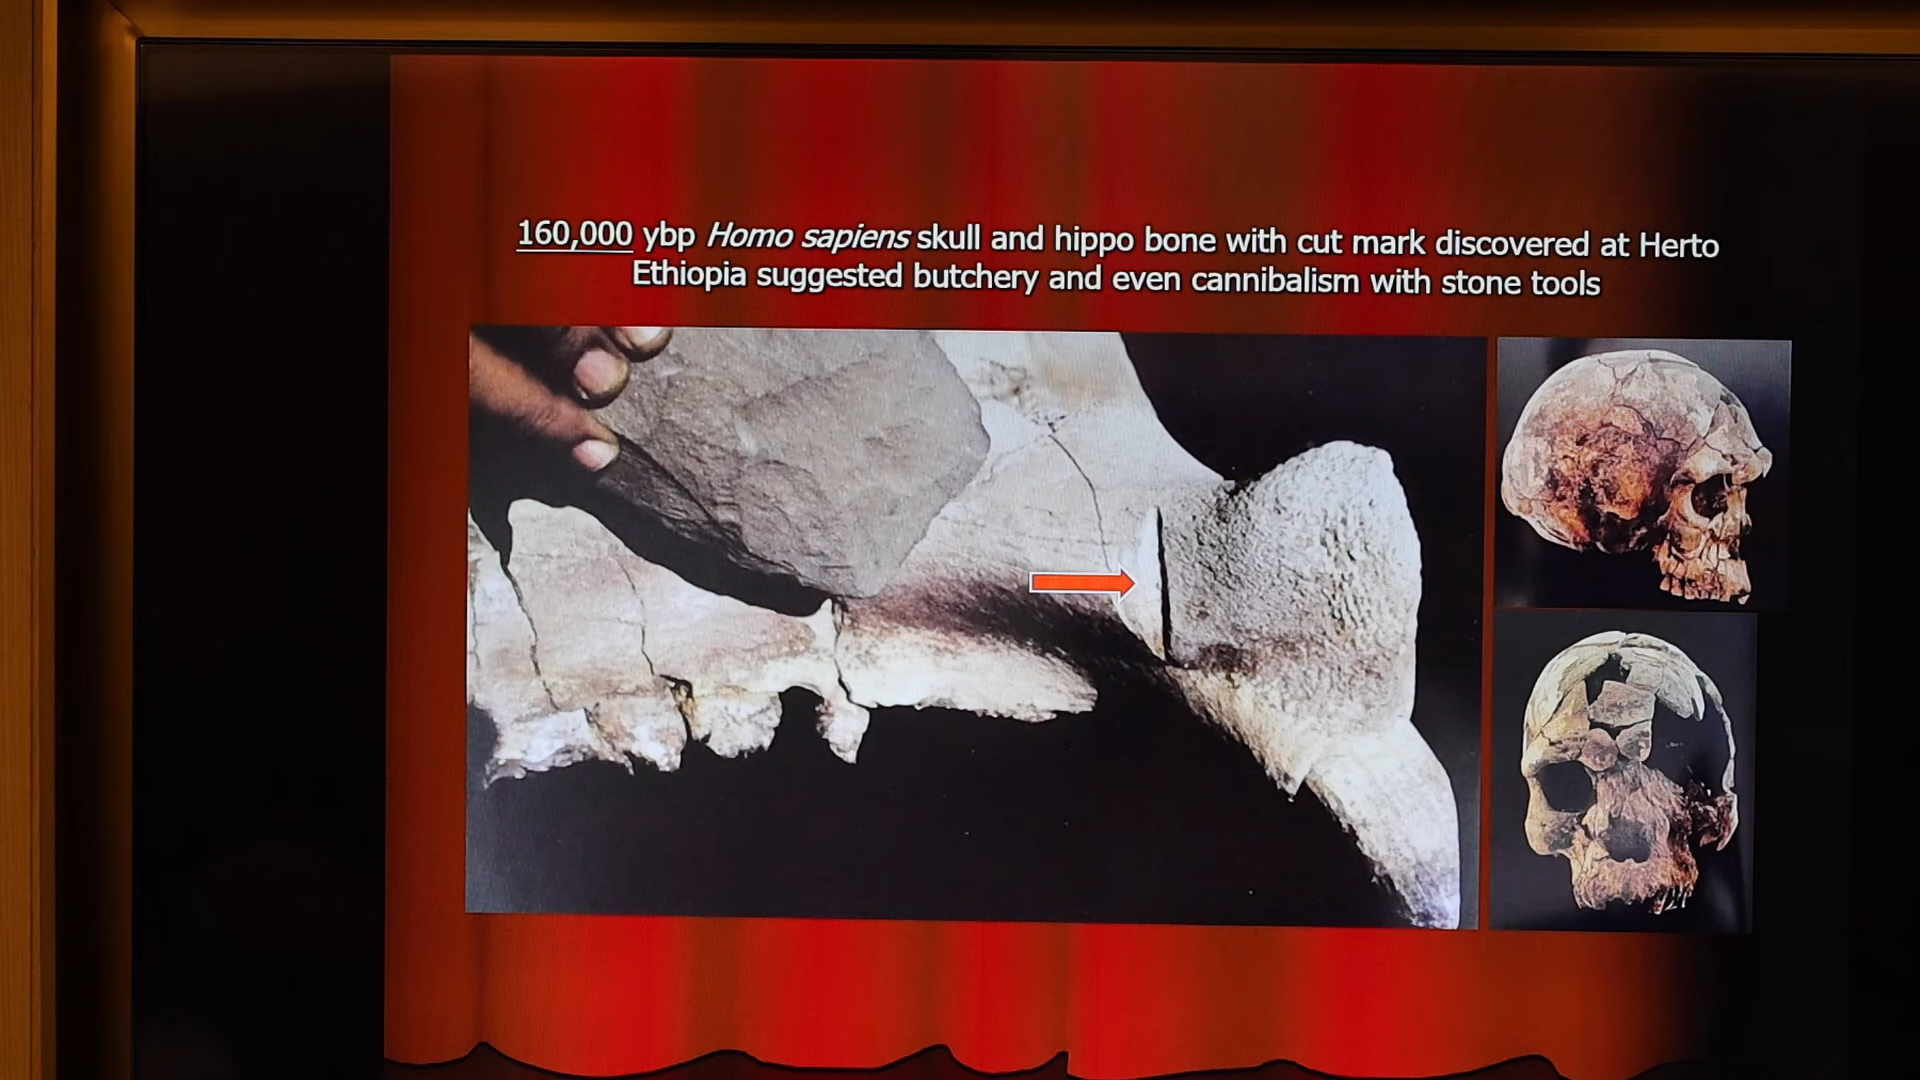 160,000 ybp Homo sapiens skull and hippo bone with cut mark discovered at Herto
Ethiopia suggested butchery and even cannibalism with stone tools